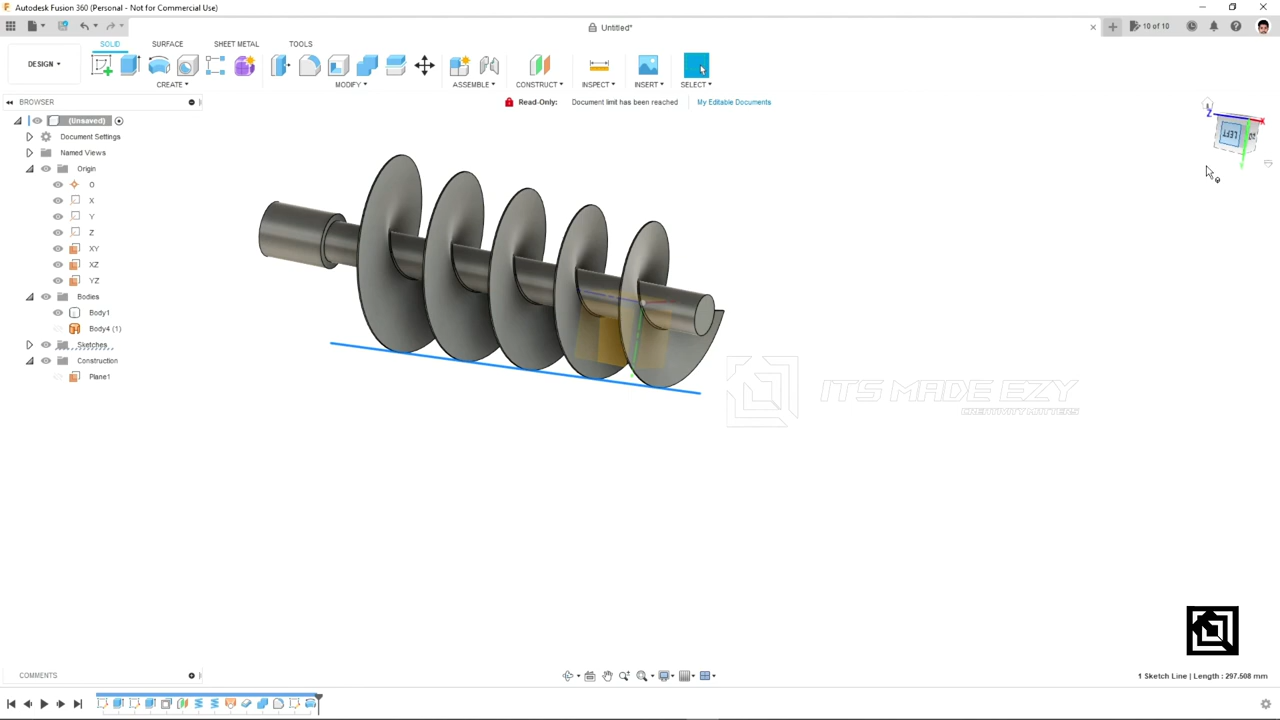 Autodesk Fusion 360 (Personal - Not for Commercial Use)
Untitled*
10 of 10
SOLID
SURFACE
SHEET METAL
TOOLS
DESIGN
CREATE
MODIFY
ASSEMBLE
CONSTRUCT
INSPECT
INSERT
SELECT
BROWSER
Read-Only: Document limit has been reached My Editable Documents
(Unsaved)
Document Settings
Named Views
Origin
O
X
Y
Z
XY
XZ
YZ
Bodies
Body1
Body4 (1)
Sketches
Construction
Plane1
Z
X
LEFT
Y
ITS MADE EZY
CREATIVITY MATTERS
COMMENTS
1 Sketch Line | Length : 297.508 mm